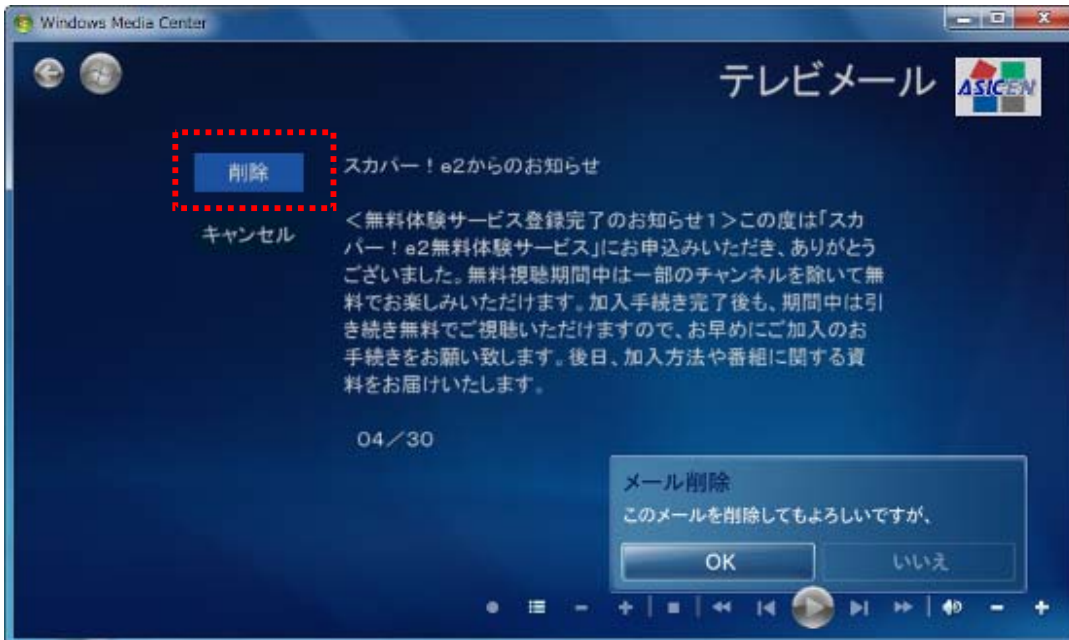 Windows Media Center
テレビメール
ASICEN
削除
キャンセル
スカパー！e2からのお知らせ
＜無料体験サービス登録完了のお知らせ１＞この度は「スカ
パー！e2無料体験サービス」にお申込みいただき、ありがとう
ございました。無料視聴期間中は一部のチャンネルを除いて無
料でお楽しみいただけます。加入手続き完了後も、期間中は引
き続き無料でご視聴いただけますので、お早めにご加入のお
手続きをお願い致します。後日、加入方法や番組に関する資
料をお届けいたします。
04／30
メール削除
このメールを削除してもよろしいですが、
OK
いいえ